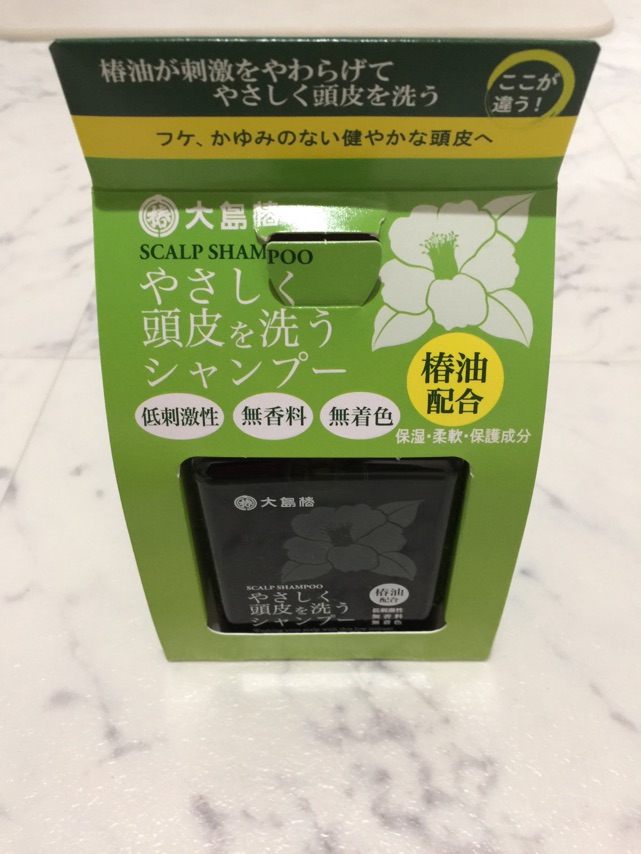 椿油が刺激をやわらげて
やさしく頭皮を洗う
ここが
違う!
フケ、かゆみのない健やかな頭皮へ
大島椿
SCALP SHAMPOO
やさしく
頭皮を洗う
シャンプー
椿油
配合
低刺激性 無香料 無着色
保湿・柔軟・保護成分
大島椿
SCALP SHAMPOO
やさしく
頭皮を洗う
シャンプー
椿油
配合
低刺激性
無香料
無着色